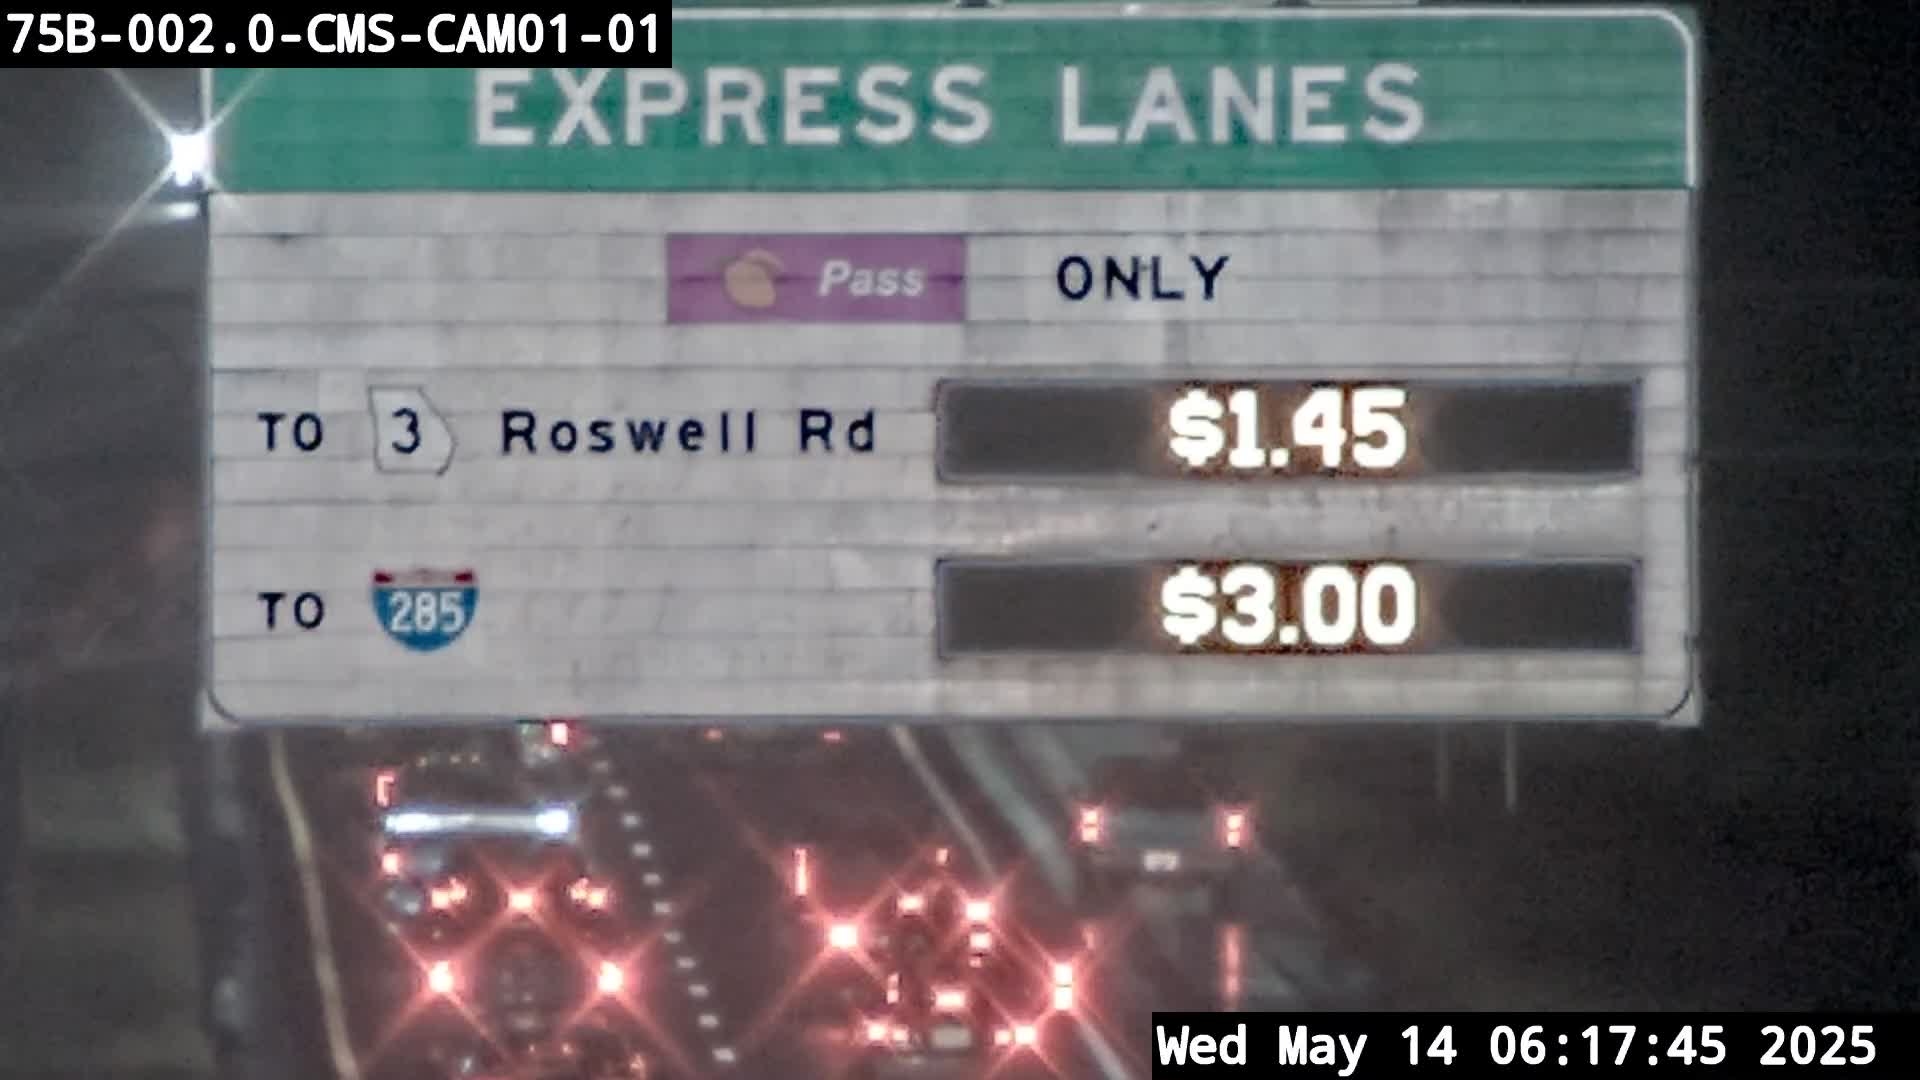 75B-002.0-CMS-CAM01-01
EXPRESS LANES
Pass ONLY
TO 3 Roswell Rd $1.45
TO 285 $3.00
Wed May 14 06:17:45 2025